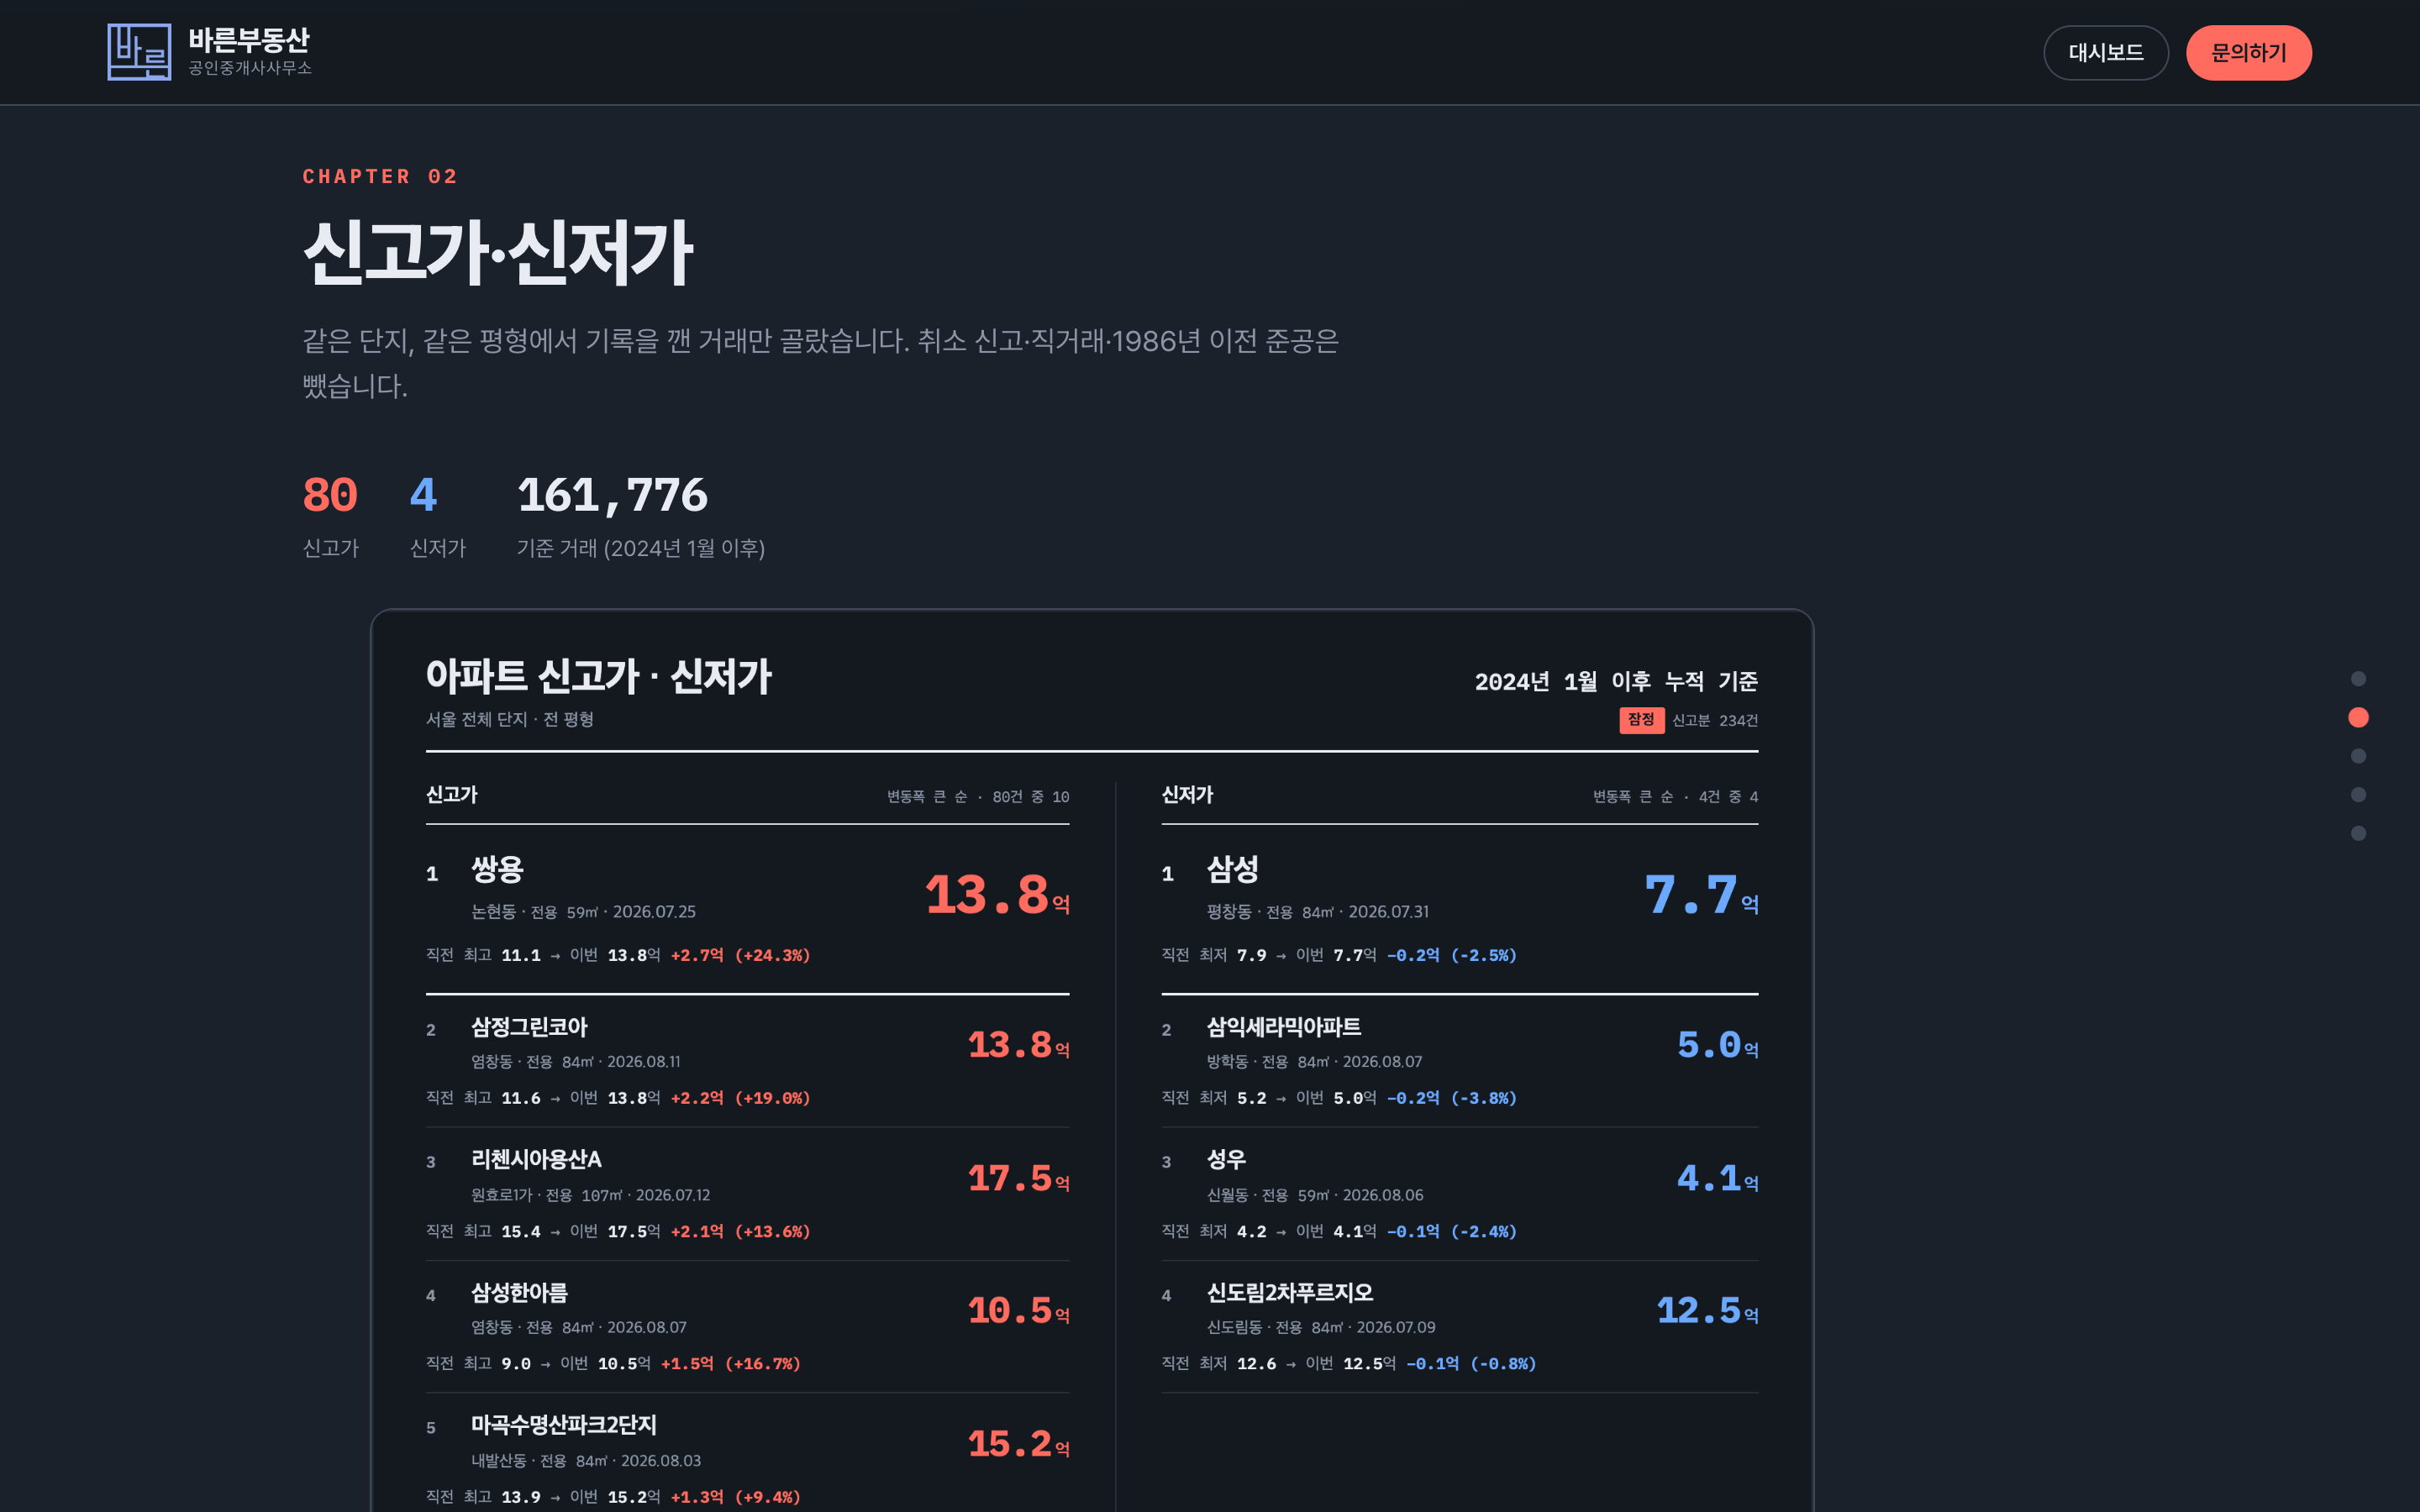 바른
바른부동산
공인중개사사무소
대시보드
문의하기
CHAPTER 02
신고가·신저가
같은 단지, 같은 평형에서 기록을 깬 거래만 골랐습니다. 취소 신고·직거래·1986년 이전 준공은
뺐습니다.
80
신고가
4
신저가
161,776
기준 거래 (2024년 1월 이후)
아파트 신고가 · 신저가
서울 전체 단지 · 전 평형
2024년 1월 이후 누적 기준
잠정 신고분 234건
신고가
변동폭 큰 순 · 80건 중 10
1 쌍용
논현동 · 전용 59㎡ · 2026.07.25
13.8억
직전 최고 11.1 → 이번 13.8억 +2.7억 (+24.3%)
2 삼정그린코아
염창동 · 전용 84㎡ · 2026.08.11
13.8억
직전 최고 11.6 → 이번 13.8억 +2.2억 (+19.0%)
3 리첸시아용산A
원효로1가 · 전용 107㎡ · 2026.07.12
17.5억
직전 최고 15.4 → 이번 17.5억 +2.1억 (+13.6%)
4 삼성한아름
염창동 · 전용 84㎡ · 2026.08.07
10.5억
직전 최고 9.0 → 이번 10.5억 +1.5억 (+16.7%)
5 마곡수명산파크2단지
내발산동 · 전용 84㎡ · 2026.08.03
15.2억
직전 최고 13.9 → 이번 15.2억 +1.3억 (+9.4%)
신저가
변동폭 큰 순 · 4건 중 4
1 삼성
평창동 · 전용 84㎡ · 2026.07.31
7.7억
직전 최저 7.9 → 이번 7.7억 −0.2억 (-2.5%)
2 삼익세라믹아파트
방학동 · 전용 84㎡ · 2026.08.07
5.0억
직전 최저 5.2 → 이번 5.0억 −0.2억 (-3.8%)
3 성우
신월동 · 전용 59㎡ · 2026.08.06
4.1억
직전 최저 4.2 → 이번 4.1억 −0.1억 (-2.4%)
4 신도림2차푸르지오
신도림동 · 전용 84㎡ · 2026.07.09
12.5억
직전 최저 12.6 → 이번 12.5억 −0.1억 (-0.8%)